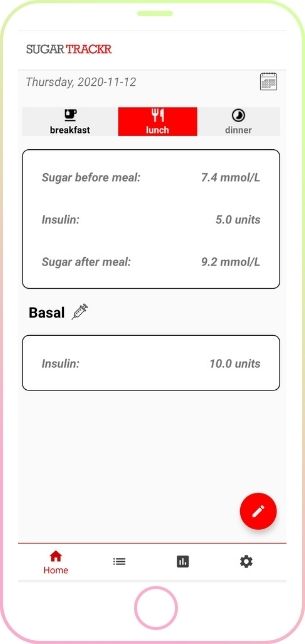 SUGAR TRACKR
Thursday, 2020-11-12
breakfast lunch dinner
Sugar before meal: 7.4 mmol/L
Insulin: 5.0 units
Sugar after meal: 9.2 mmol/L
Basal
Insulin: 10.0 units
Home